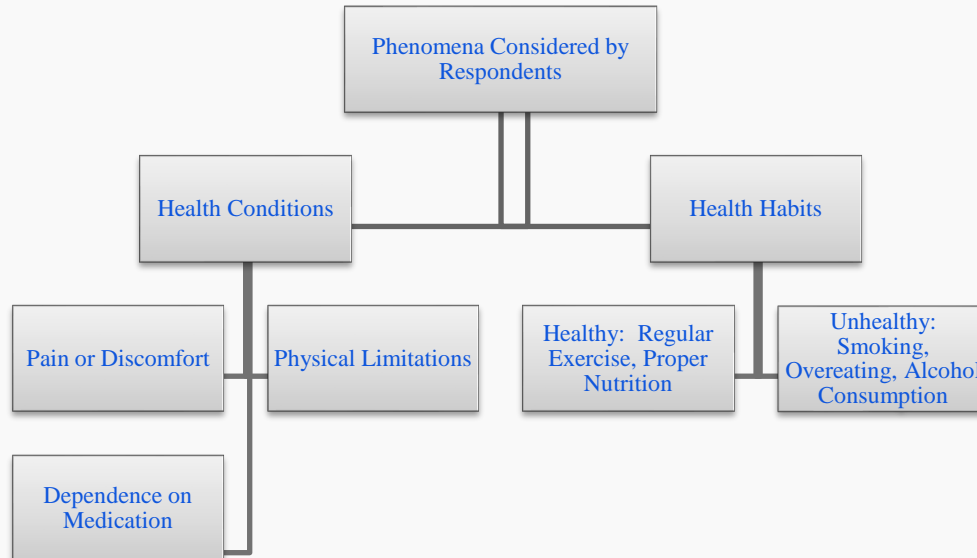 Phenomena Considered by
Respondents
Health Conditions
Health Habits
Pain or Discomfort
Physical Limitations
Healthy: Regular
Exercise, Proper
Nutrition
Unhealthy:
Smoking,
Overeating, Alcohol
Consumption
Dependence on
Medication